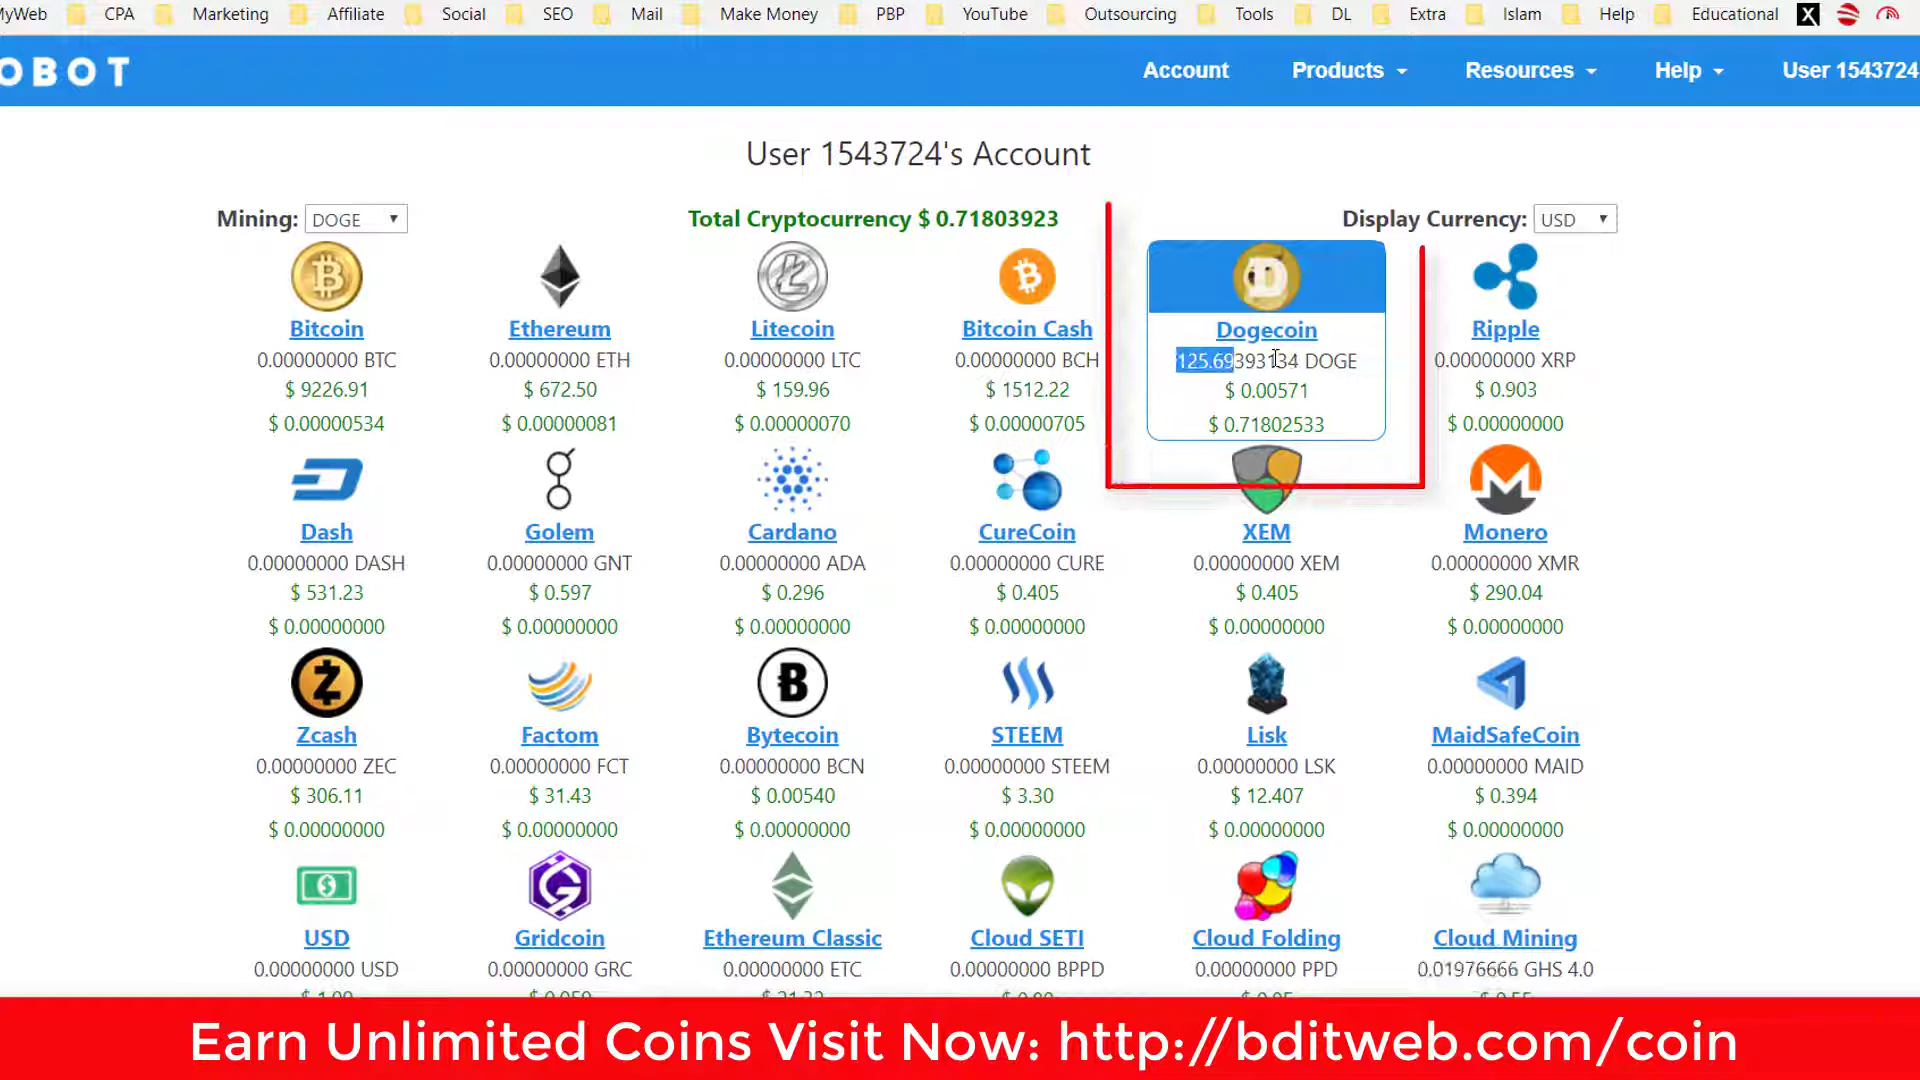 MyWeb CPA Marketing Affiliate Social SEO Mail Make Money PBP YouTube Outsourcing Tools DL Extra Islam Help Educational X
OBOT Account Products Resources Help User 1543724
User 1543724's Account
Mining: DOGE Total Cryptocurrency $ 0.71803923 Display Currency: USD
Bitcoin Ethereum Litecoin Bitcoin Cash Dogecoin Ripple
0.00000000 BTC 0.00000000 ETH 0.00000000 LTC 0.00000000 BCH 125.69393134 DOGE 0.00000000 XRP
$ 9226.91 $ 672.50 $ 159.96 $ 1512.22 $ 0.00571 $ 0.903
$ 0.00000534 $ 0.00000081 $ 0.00000070 $ 0.00000705 $ 0.71802533 $ 0.00000000
Dash Golem Cardano CureCoin XEM Monero
0.00000000 DASH 0.00000000 GNT 0.00000000 ADA 0.00000000 CURE 0.00000000 XEM 0.00000000 XMR
$ 531.23 $ 0.597 $ 0.296 $ 0.405 $ 0.405 $ 290.04
$ 0.00000000 $ 0.00000000 $ 0.00000000 $ 0.00000000 $ 0.00000000 $ 0.00000000
Zcash Factom Bytecoin STEEM Lisk MaidSafeCoin
0.00000000 ZEC 0.00000000 FCT 0.00000000 BCN 0.00000000 STEEM 0.00000000 LSK 0.00000000 MAID
$ 306.11 $ 31.43 $ 0.00540 $ 3.30 $ 12.407 $ 0.394
$ 0.00000000 $ 0.00000000 $ 0.00000000 $ 0.00000000 $ 0.00000000 $ 0.00000000
USD Gridcoin Ethereum Classic Cloud SETI Cloud Folding Cloud Mining
0.00000000 USD 0.00000000 GRC 0.00000000 ETC 0.00000000 BPPD 0.00000000 PPD 0.01976666 GHS 4.0
Earn Unlimited Coins Visit Now: http://bditweb.com/coin